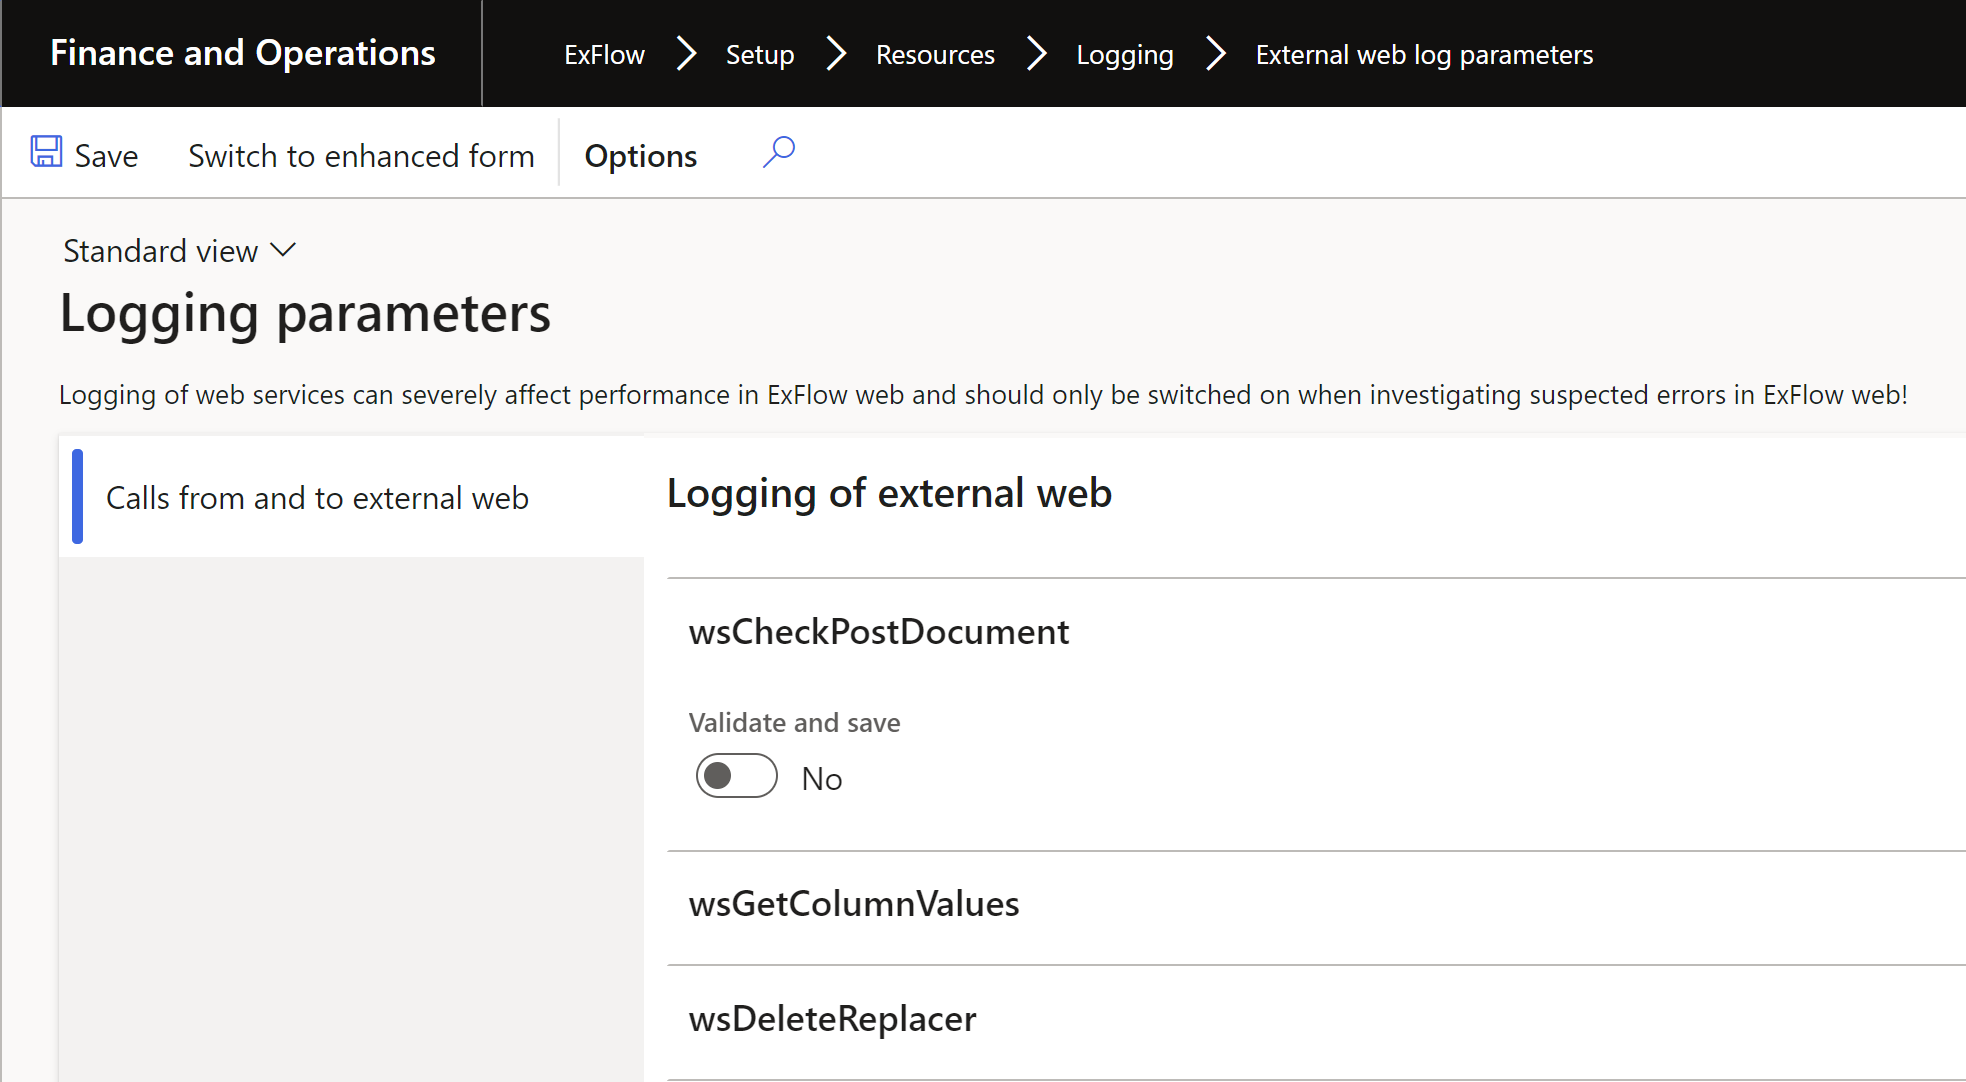 Finance and Operations
ExFlow Setup Resources Logging External web log parameters
Save Switch to enhanced form Options
Standard view
Logging parameters
Logging of web services can severely affect performance in ExFlow web and should only be switched on when investigating suspected errors in ExFlow web!
Calls from and to external web
Logging of external web
wsCheckPostDocument
Validate and save
No
wsGetColumnValues
wsDeleteReplacer